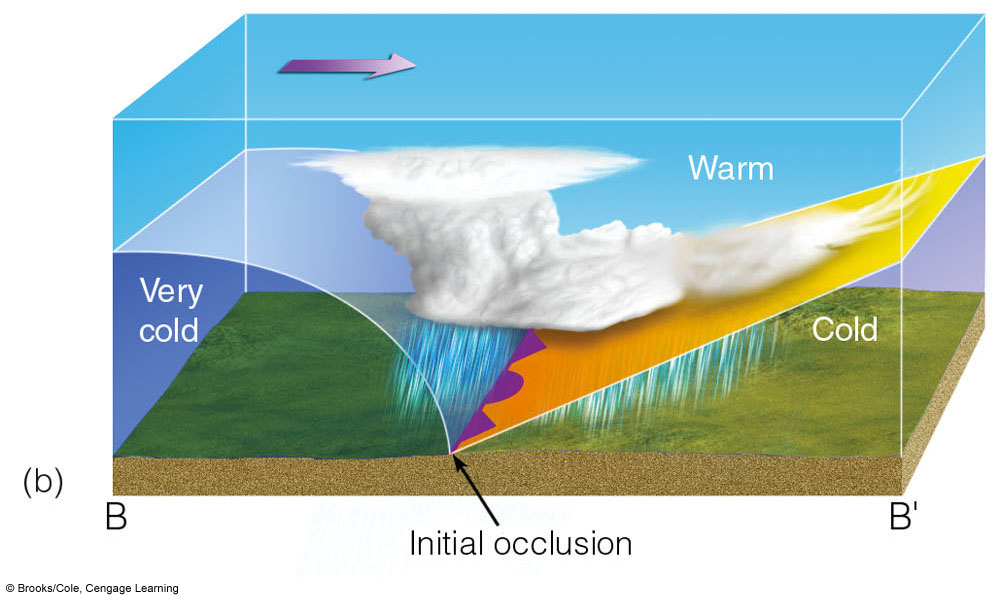 Warm
Very
cold
Cold
(b)
B
B'
Initial occlusion
© Brooks/Cole, Cengage Learning